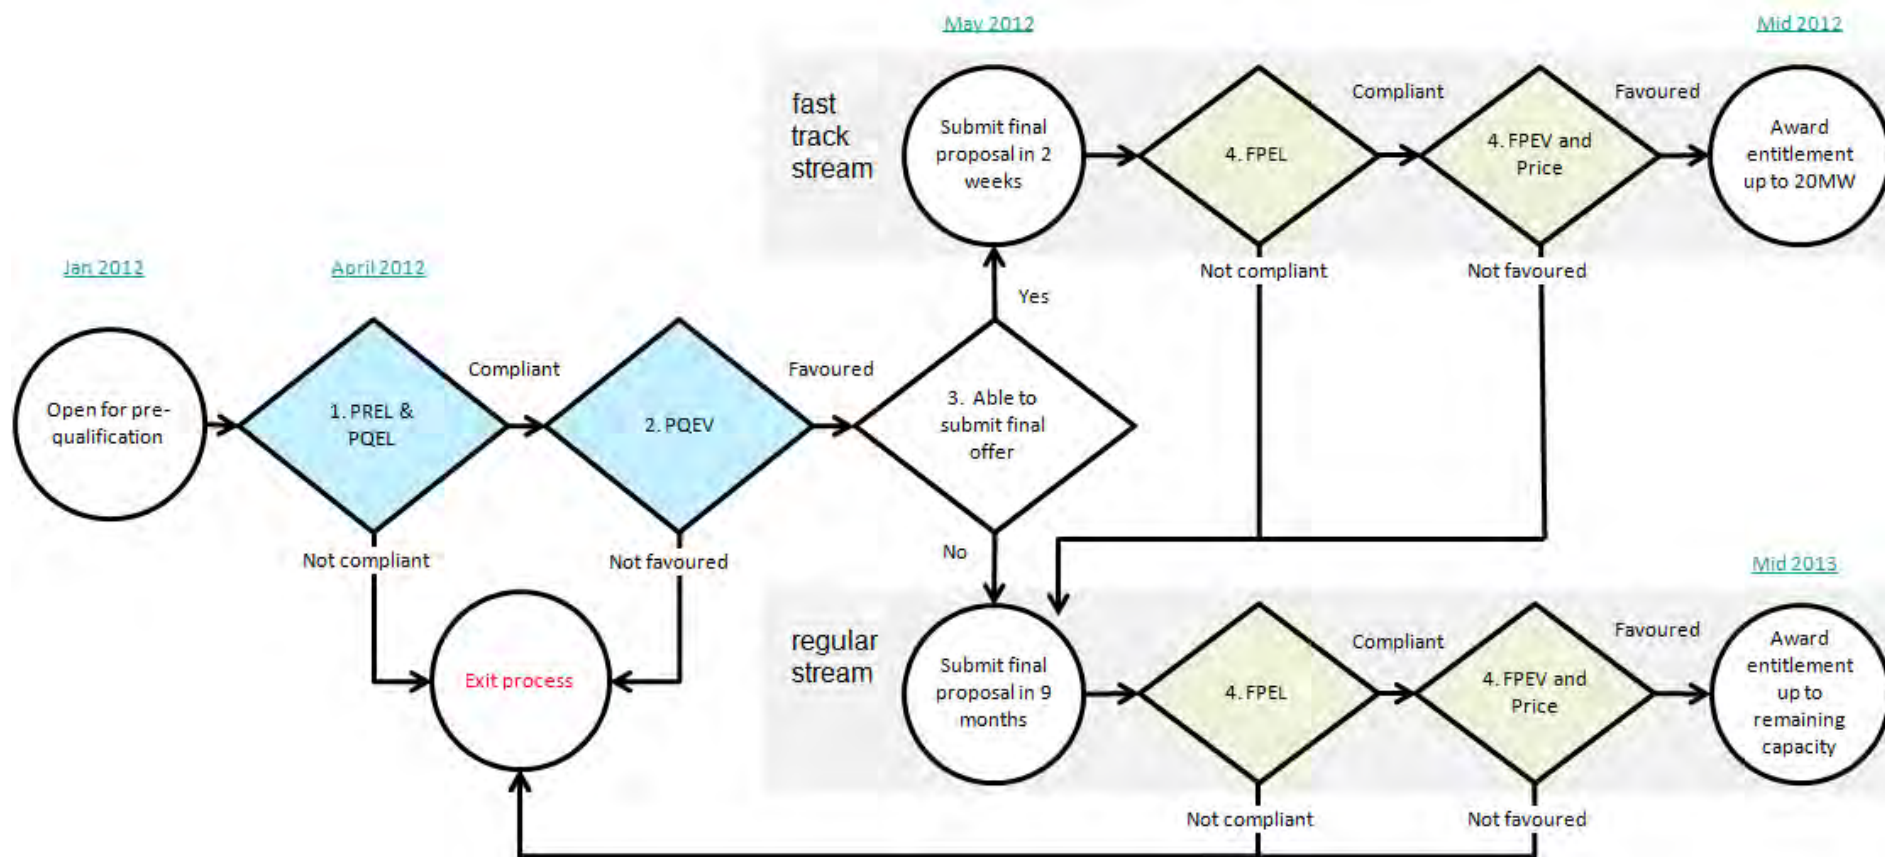 May 2012
Mid 2012
fast
track
stream
Submit final
proposal in 2
weeks
4. FPEL
Compliant
4. FPEV and
Price
Favoured
Award
entitlement
up to 20MW
Not compliant
Not favoured
Jan 2012
April 2012
Yes
Open for pre-
qualification
1. PREL &
PQEL
Compliant
2. PQEV
Favoured
3. Able to
submit final
offer
Not compliant
Not favoured
No
Mid 2013
Exit process
regular
stream
Submit final
proposal in 9
months
4. FPEL
Compliant
4. FPEV and
Price
Favoured
Award
entitlement
up to
remaining
capacity
Not compliant
Not favoured